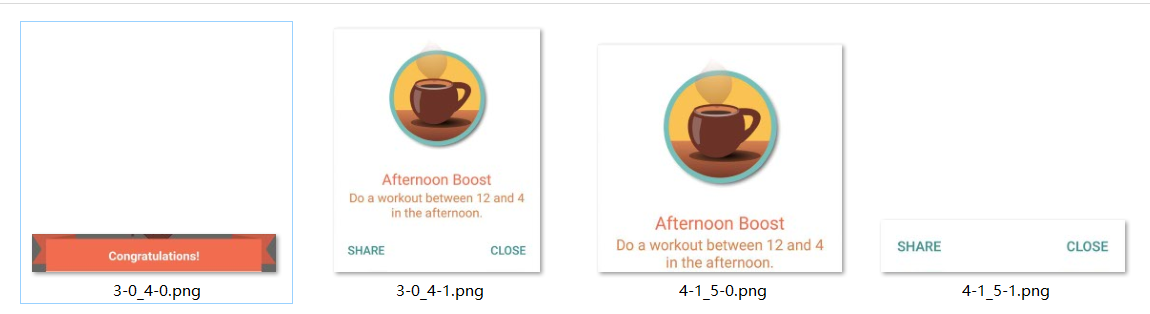 Congratulations!
3-0_4-0.png
Afternoon Boost
Do a workout between 12 and 4
in the afternoon.
SHARE CLOSE
3-0_4-1.png
Afternoon Boost
Do a workout between 12 and 4
in the afternoon.
4-1_5-0.png
SHARE CLOSE
4-1_5-1.png